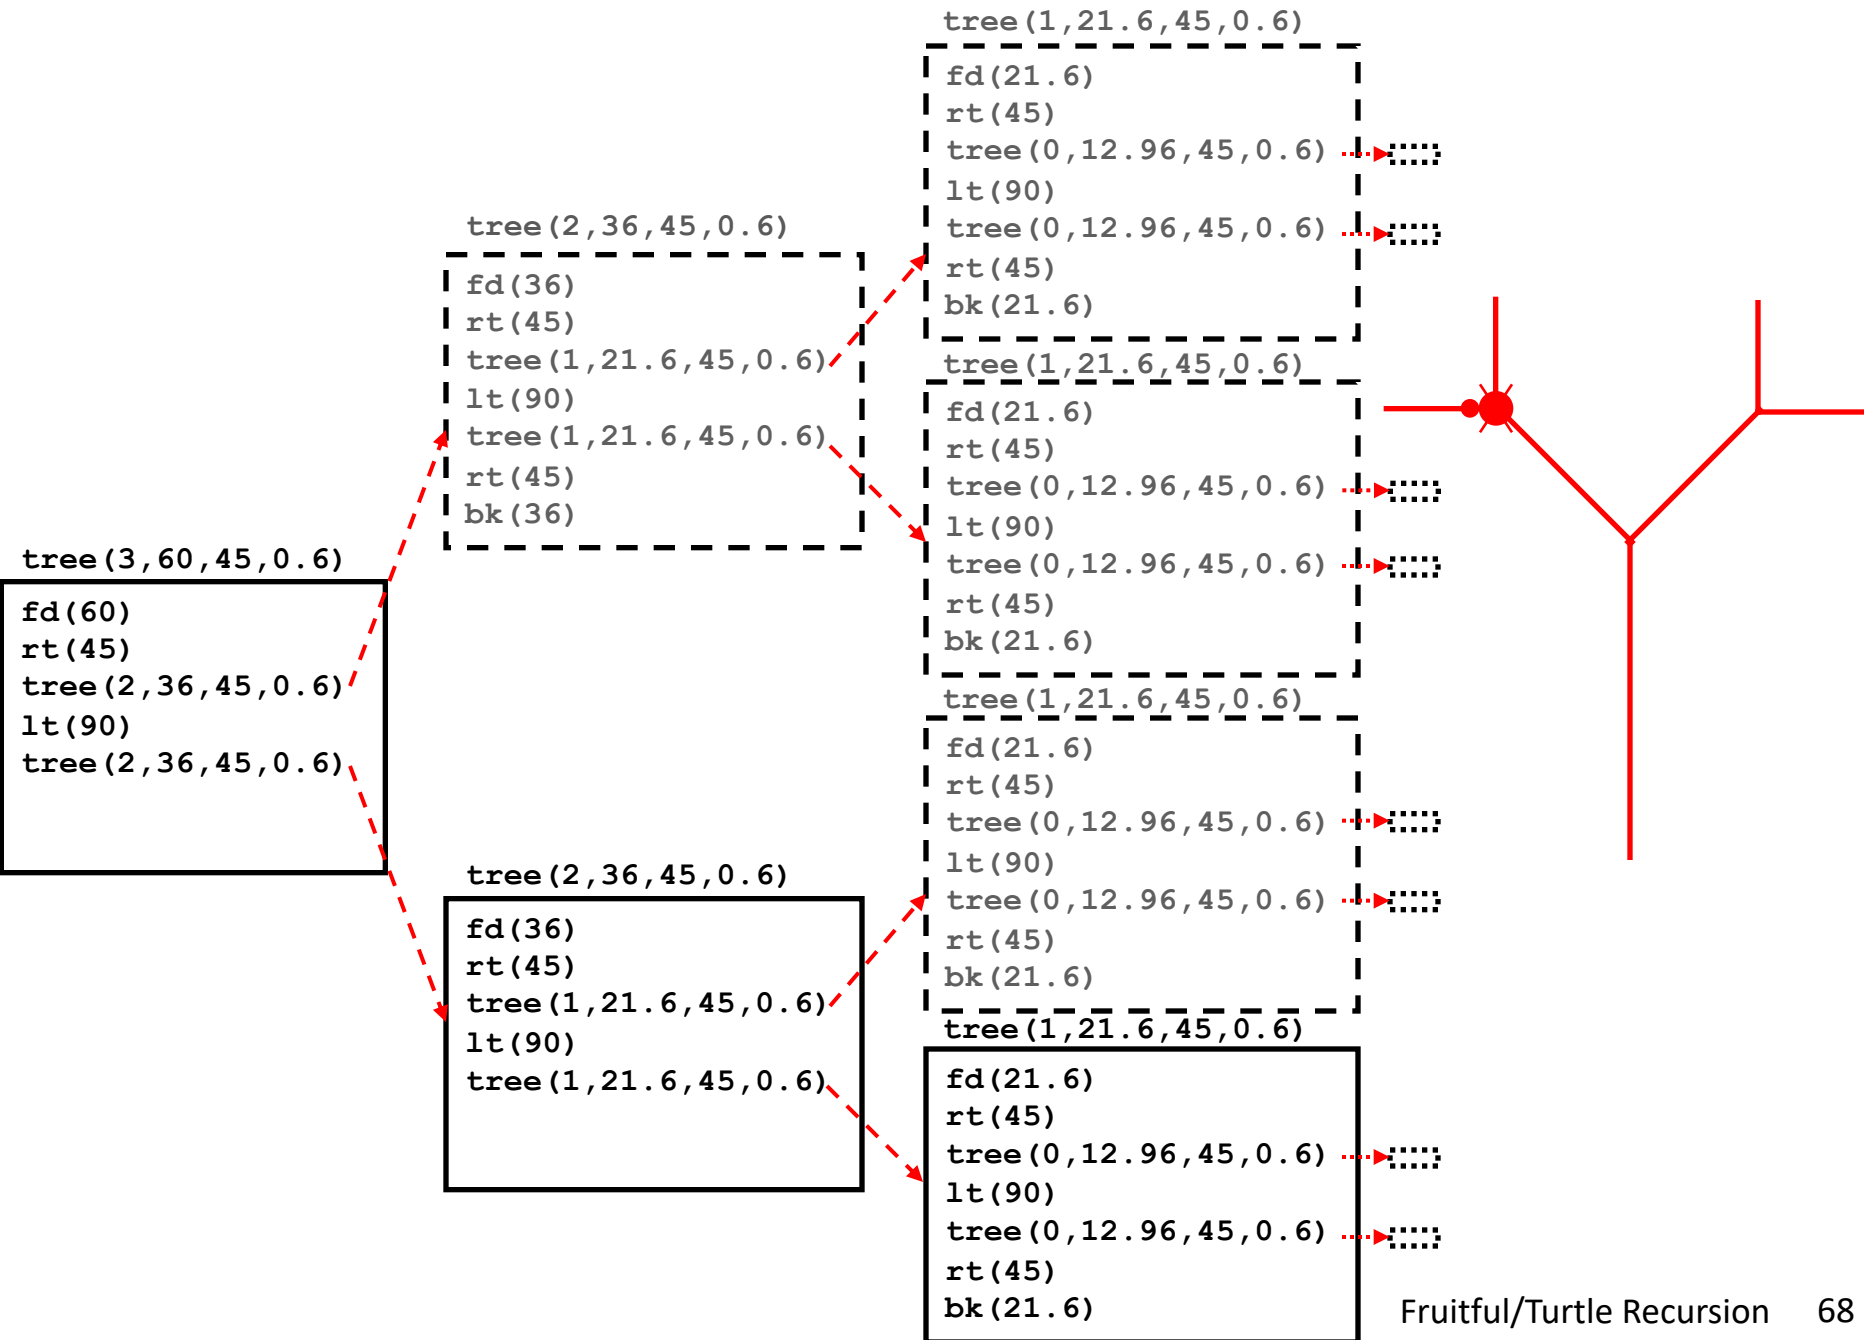 tree(3,60,45,0.6)
fd(60)
rt(45)
tree(2,36,45,0.6)
lt(90)
tree(2,36,45,0.6)
tree(2,36,45,0.6)
fd(36)
rt(45)
tree(1,21.6,45,0.6)
lt(90)
tree(1,21.6,45,0.6)
rt(45)
bk(36)
tree(2,36,45,0.6)
fd(36)
rt(45)
tree(1,21.6,45,0.6)
lt(90)
tree(1,21.6,45,0.6)
tree(1,21.6,45,0.6)
fd(21.6)
rt(45)
tree(0,12.96,45,0.6)
lt(90)
tree(0,12.96,45,0.6)
rt(45)
bk(21.6)
tree(1,21.6,45,0.6)
fd(21.6)
rt(45)
tree(0,12.96,45,0.6)
lt(90)
tree(0,12.96,45,0.6)
rt(45)
bk(21.6)
tree(1,21.6,45,0.6)
fd(21.6)
rt(45)
tree(0,12.96,45,0.6)
lt(90)
tree(0,12.96,45,0.6)
rt(45)
bk(21.6)
tree(1,21.6,45,0.6)
fd(21.6)
rt(45)
tree(0,12.96,45,0.6)
lt(90)
tree(0,12.96,45,0.6)
rt(45)
bk(21.6)
Fruitful/Turtle Recursion 68